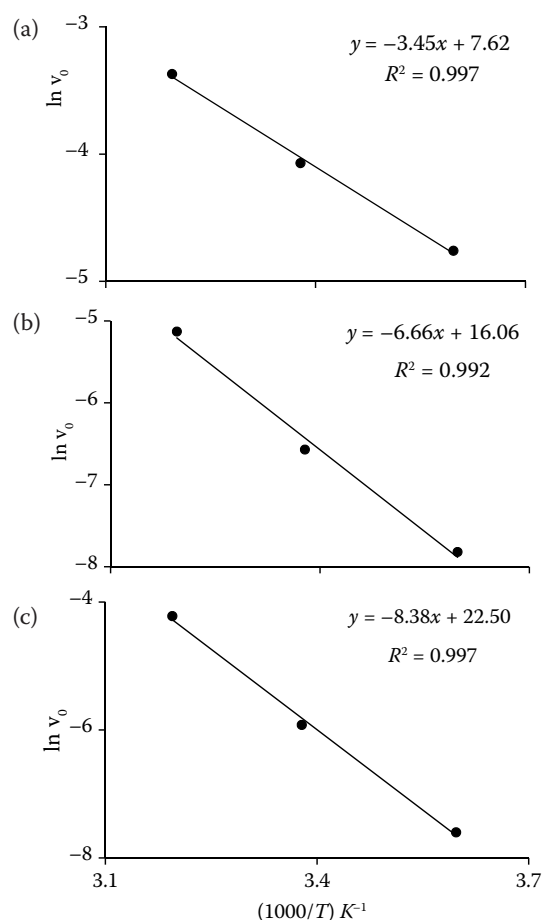 (a)
−3
−4
−5
ln v₀
y = −3.45x + 7.62
R² = 0.997
(b)
−5
−6
−7
−8
ln v₀
y = −6.66x + 16.06
R² = 0.992
(c)
−4
−6
−8
ln v₀
y = −8.38x + 22.50
R² = 0.997
3.1 3.4 3.7
(1000/T) K⁻¹